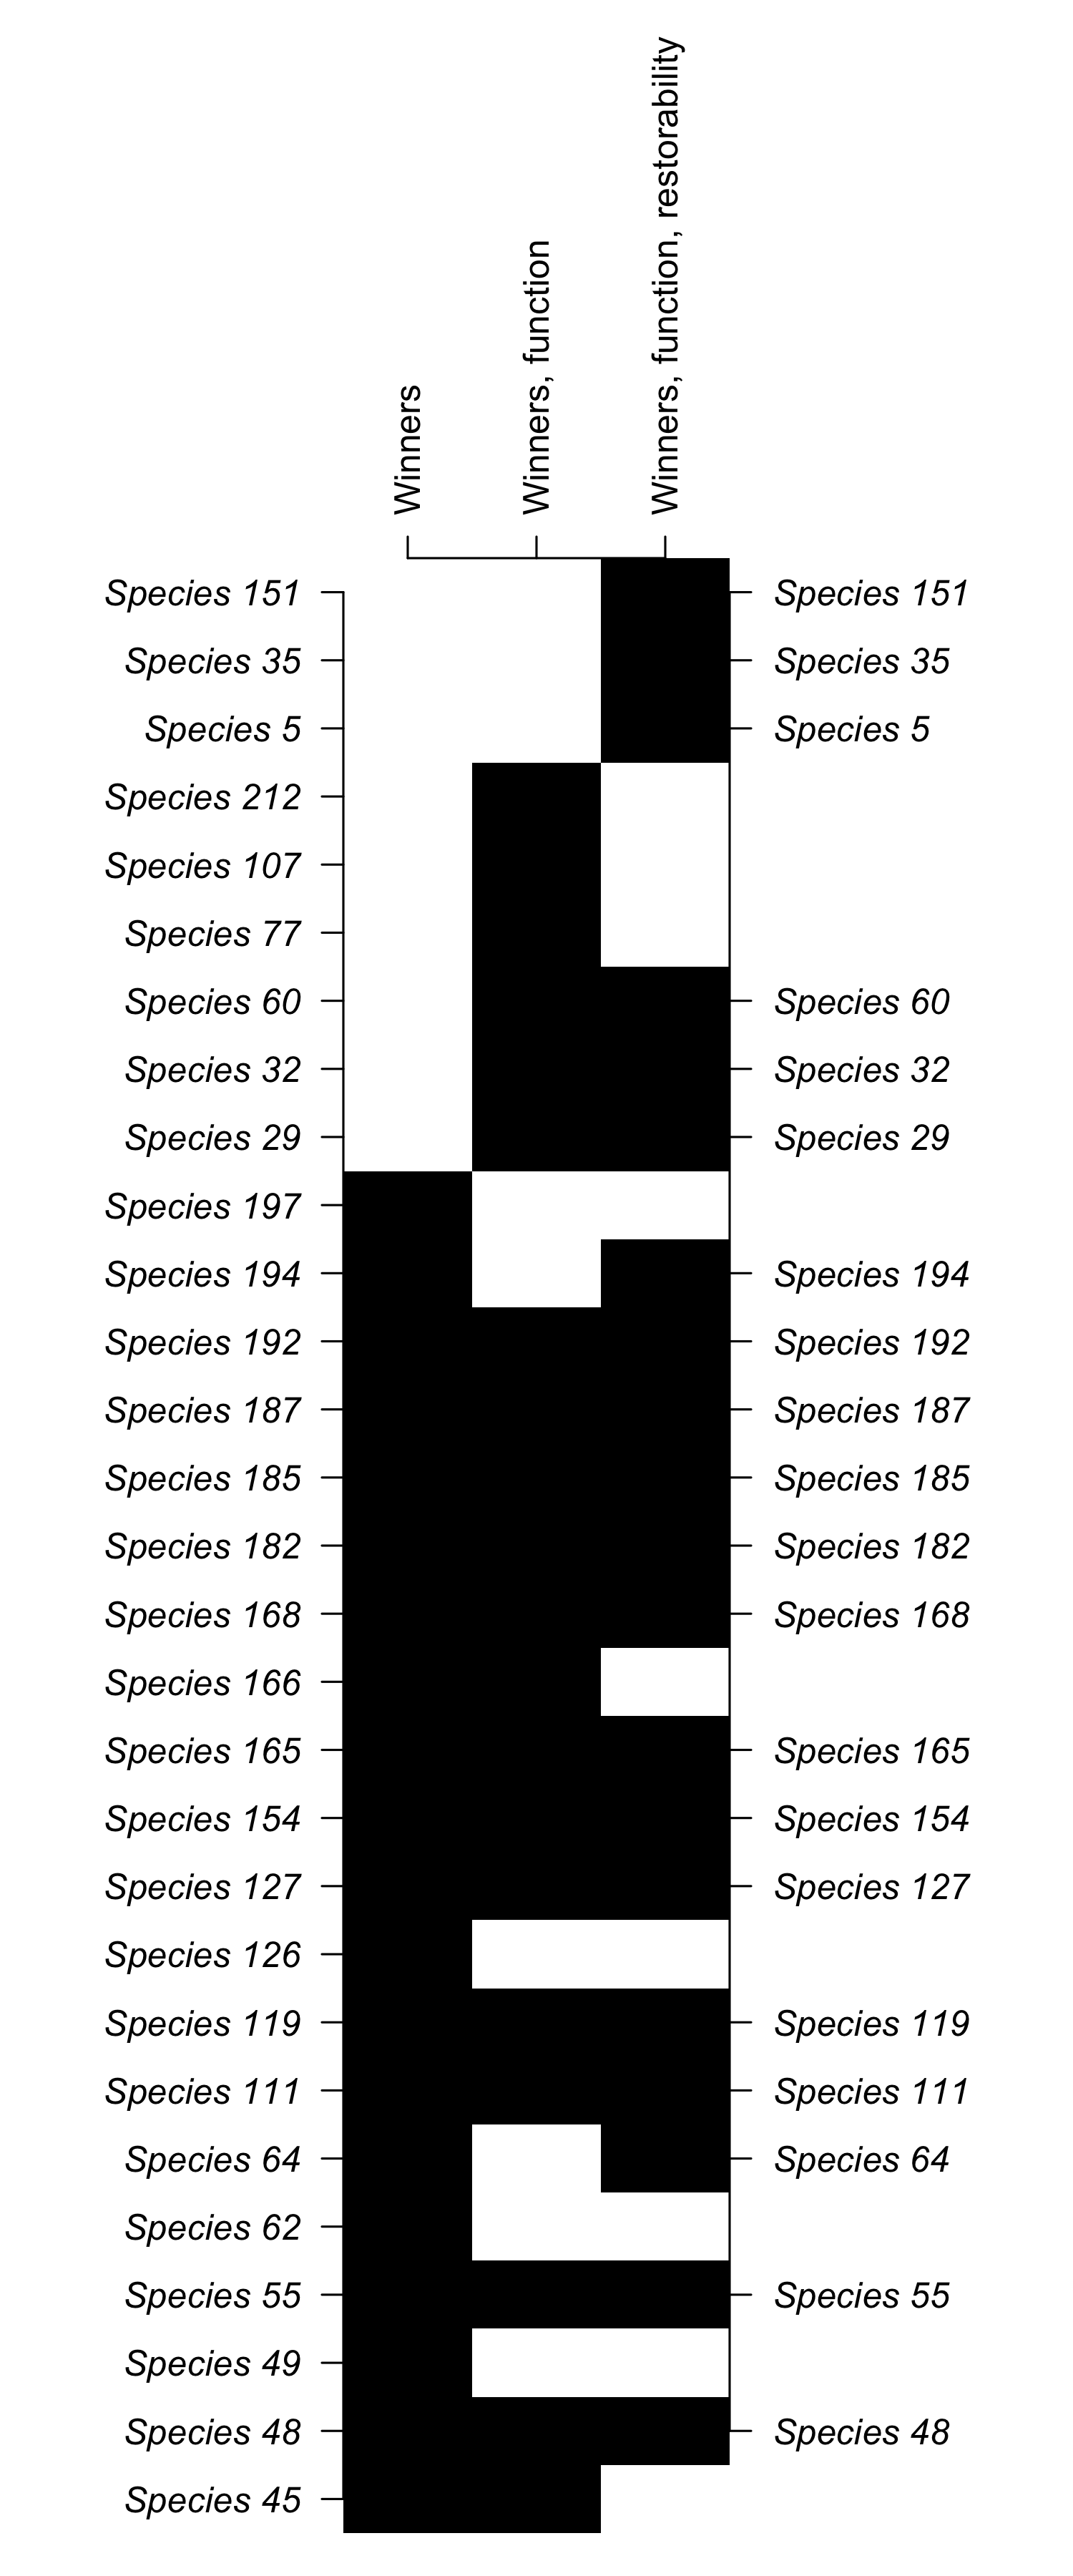 Winners
Winners, function
Winners, function, restorability
Species 151 Species 151
Species 35 Species 35
Species 5 Species 5
Species 212
Species 107
Species 77
Species 60 Species 60
Species 32 Species 32
Species 29 Species 29
Species 197
Species 194 Species 194
Species 192 Species 192
Species 187 Species 187
Species 185 Species 185
Species 182 Species 182
Species 168 Species 168
Species 166
Species 165 Species 165
Species 154 Species 154
Species 127 Species 127
Species 126
Species 119 Species 119
Species 111 Species 111
Species 64 Species 64
Species 62
Species 55 Species 55
Species 49
Species 48 Species 48
Species 45